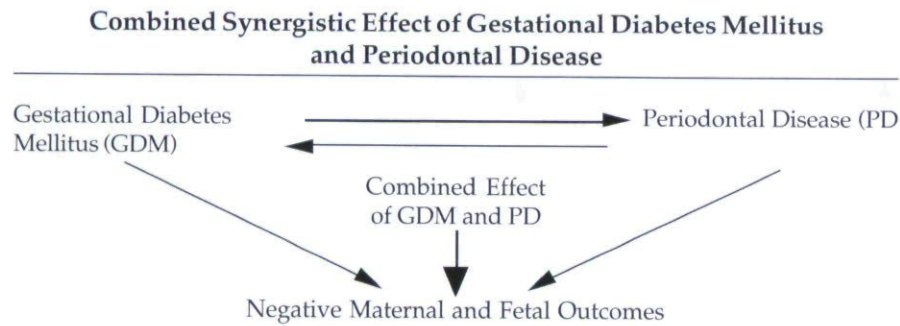 Combined Synergistic Effect of Gestational Diabetes Mellitus
and Periodontal Disease
Gestational Diabetes
Mellitus (GDM)
Periodontal Disease (PD
Combined Effect
of GDM and PD
Negative Maternal and Fetal Outcomes